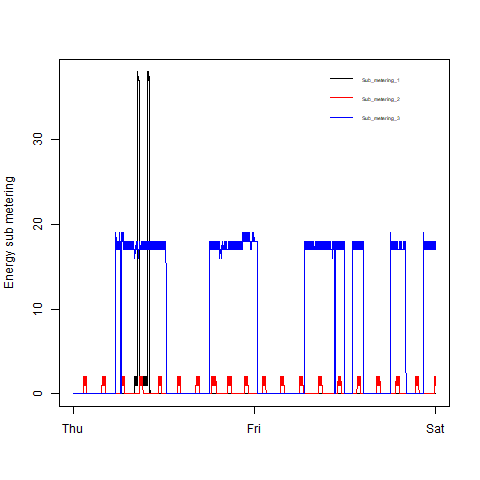 Sub_metering_1
Sub_metering_2
Sub_metering_3
Energy sub metering
30
20
10
0
Thu Fri Sat